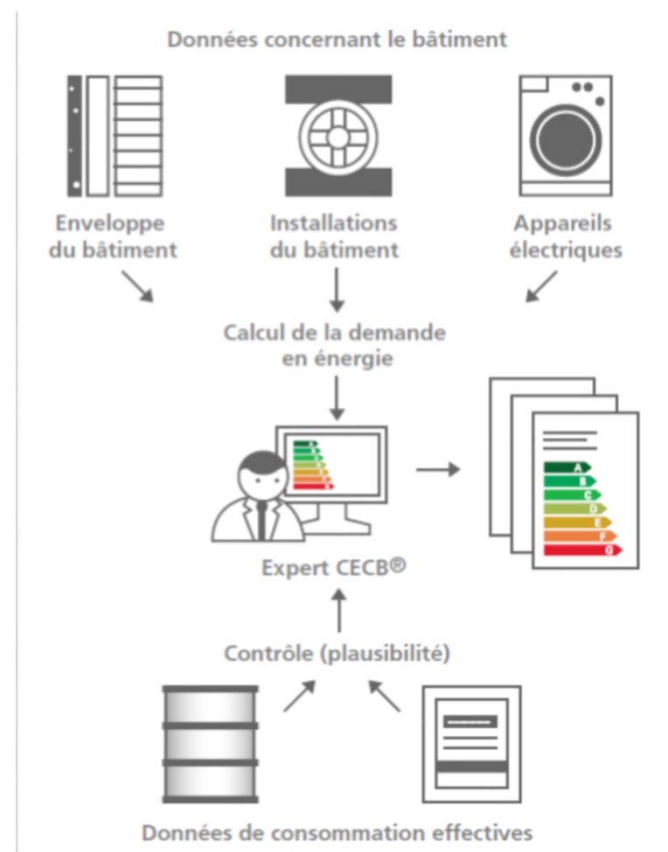 Données concernant le bâtiment
Enveloppe
du bâtiment
Installations
du bâtiment
Appareils
électriques
Calcul de la demande
en énergie
A
B
C
D
E
F
G
Expert CECB®
Contrôle (plausibilité)
Données de consommation effectives